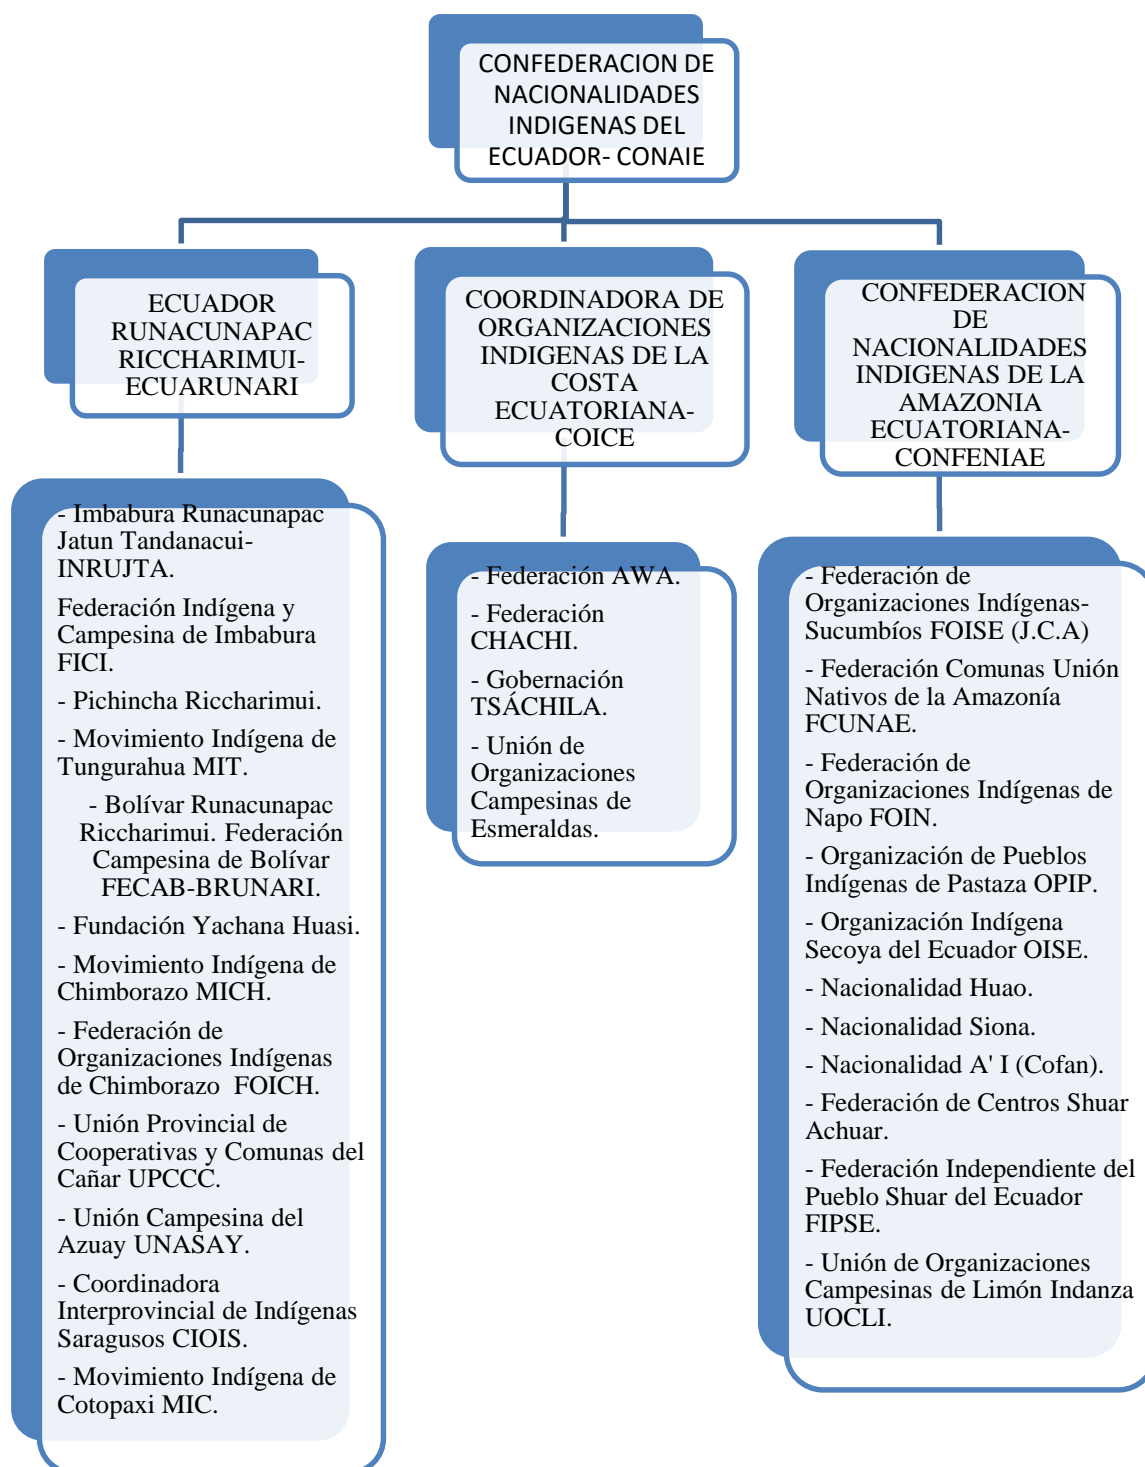 CONFEDERACION DE
NACIONALIDADES
INDIGENAS DEL
ECUADOR- CONAIE
ECUADOR
RUNACUNAPAC
RICCHARIMUI-
ECUARUNARI
COORDINADORA DE
ORGANIZACIONES
INDIGENAS DE LA
COSTA
ECUATORIANA-
COICE
CONFEDERACION
DE
NACIONALIDADES
INDIGENAS DE LA
AMAZONIA
ECUATORIANA-
CONFENIAE
- Imbabura Runacunapac
Jatun Tandanacui-
INRUJTA.
Federación Indígena y
Campesina de Imbabura
FICI.
- Pichincha Riccharimui.
- Movimiento Indígena de
Tungurahua MIT.
- Bolívar Runacunapac
Riccharimui. Federación
Campesina de Bolívar
FECAB-BRUNARI.
- Fundación Yachana Huasi.
- Movimiento Indígena de
Chimborazo MICH.
- Federación de
Organizaciones Indígenas
de Chimborazo  FOICH.
- Unión Provincial de
Cooperativas y Comunas del
Cañar UPCCC.
- Unión Campesina del
Azuay UNASAY.
- Coordinadora
Interprovincial de Indígenas
Saragusos CIOIS.
- Movimiento Indígena de
Cotopaxi MIC.
- Federación AWA.
- Federación
CHACHI.
- Gobernación
TSÁCHILA.
- Unión de
Organizaciones
Campesinas de
Esmeraldas.
- Federación de
Organizaciones Indígenas-
Sucumbíos FOISE (J.C.A)
- Federación Comunas Unión
Nativos de la Amazonía
FCUNAE.
- Federación de
Organizaciones Indígenas de
Napo FOIN.
- Organización de Pueblos
Indígenas de Pastaza OPIP.
- Organización Indígena
Secoya del Ecuador OISE.
- Nacionalidad Huao.
- Nacionalidad Siona.
- Nacionalidad A' I (Cofan).
- Federación de Centros Shuar
Achuar.
- Federación Independiente del
Pueblo Shuar del Ecuador
FIPSE.
- Unión de Organizaciones
Campesinas de Limón Indanza
UOCLI.